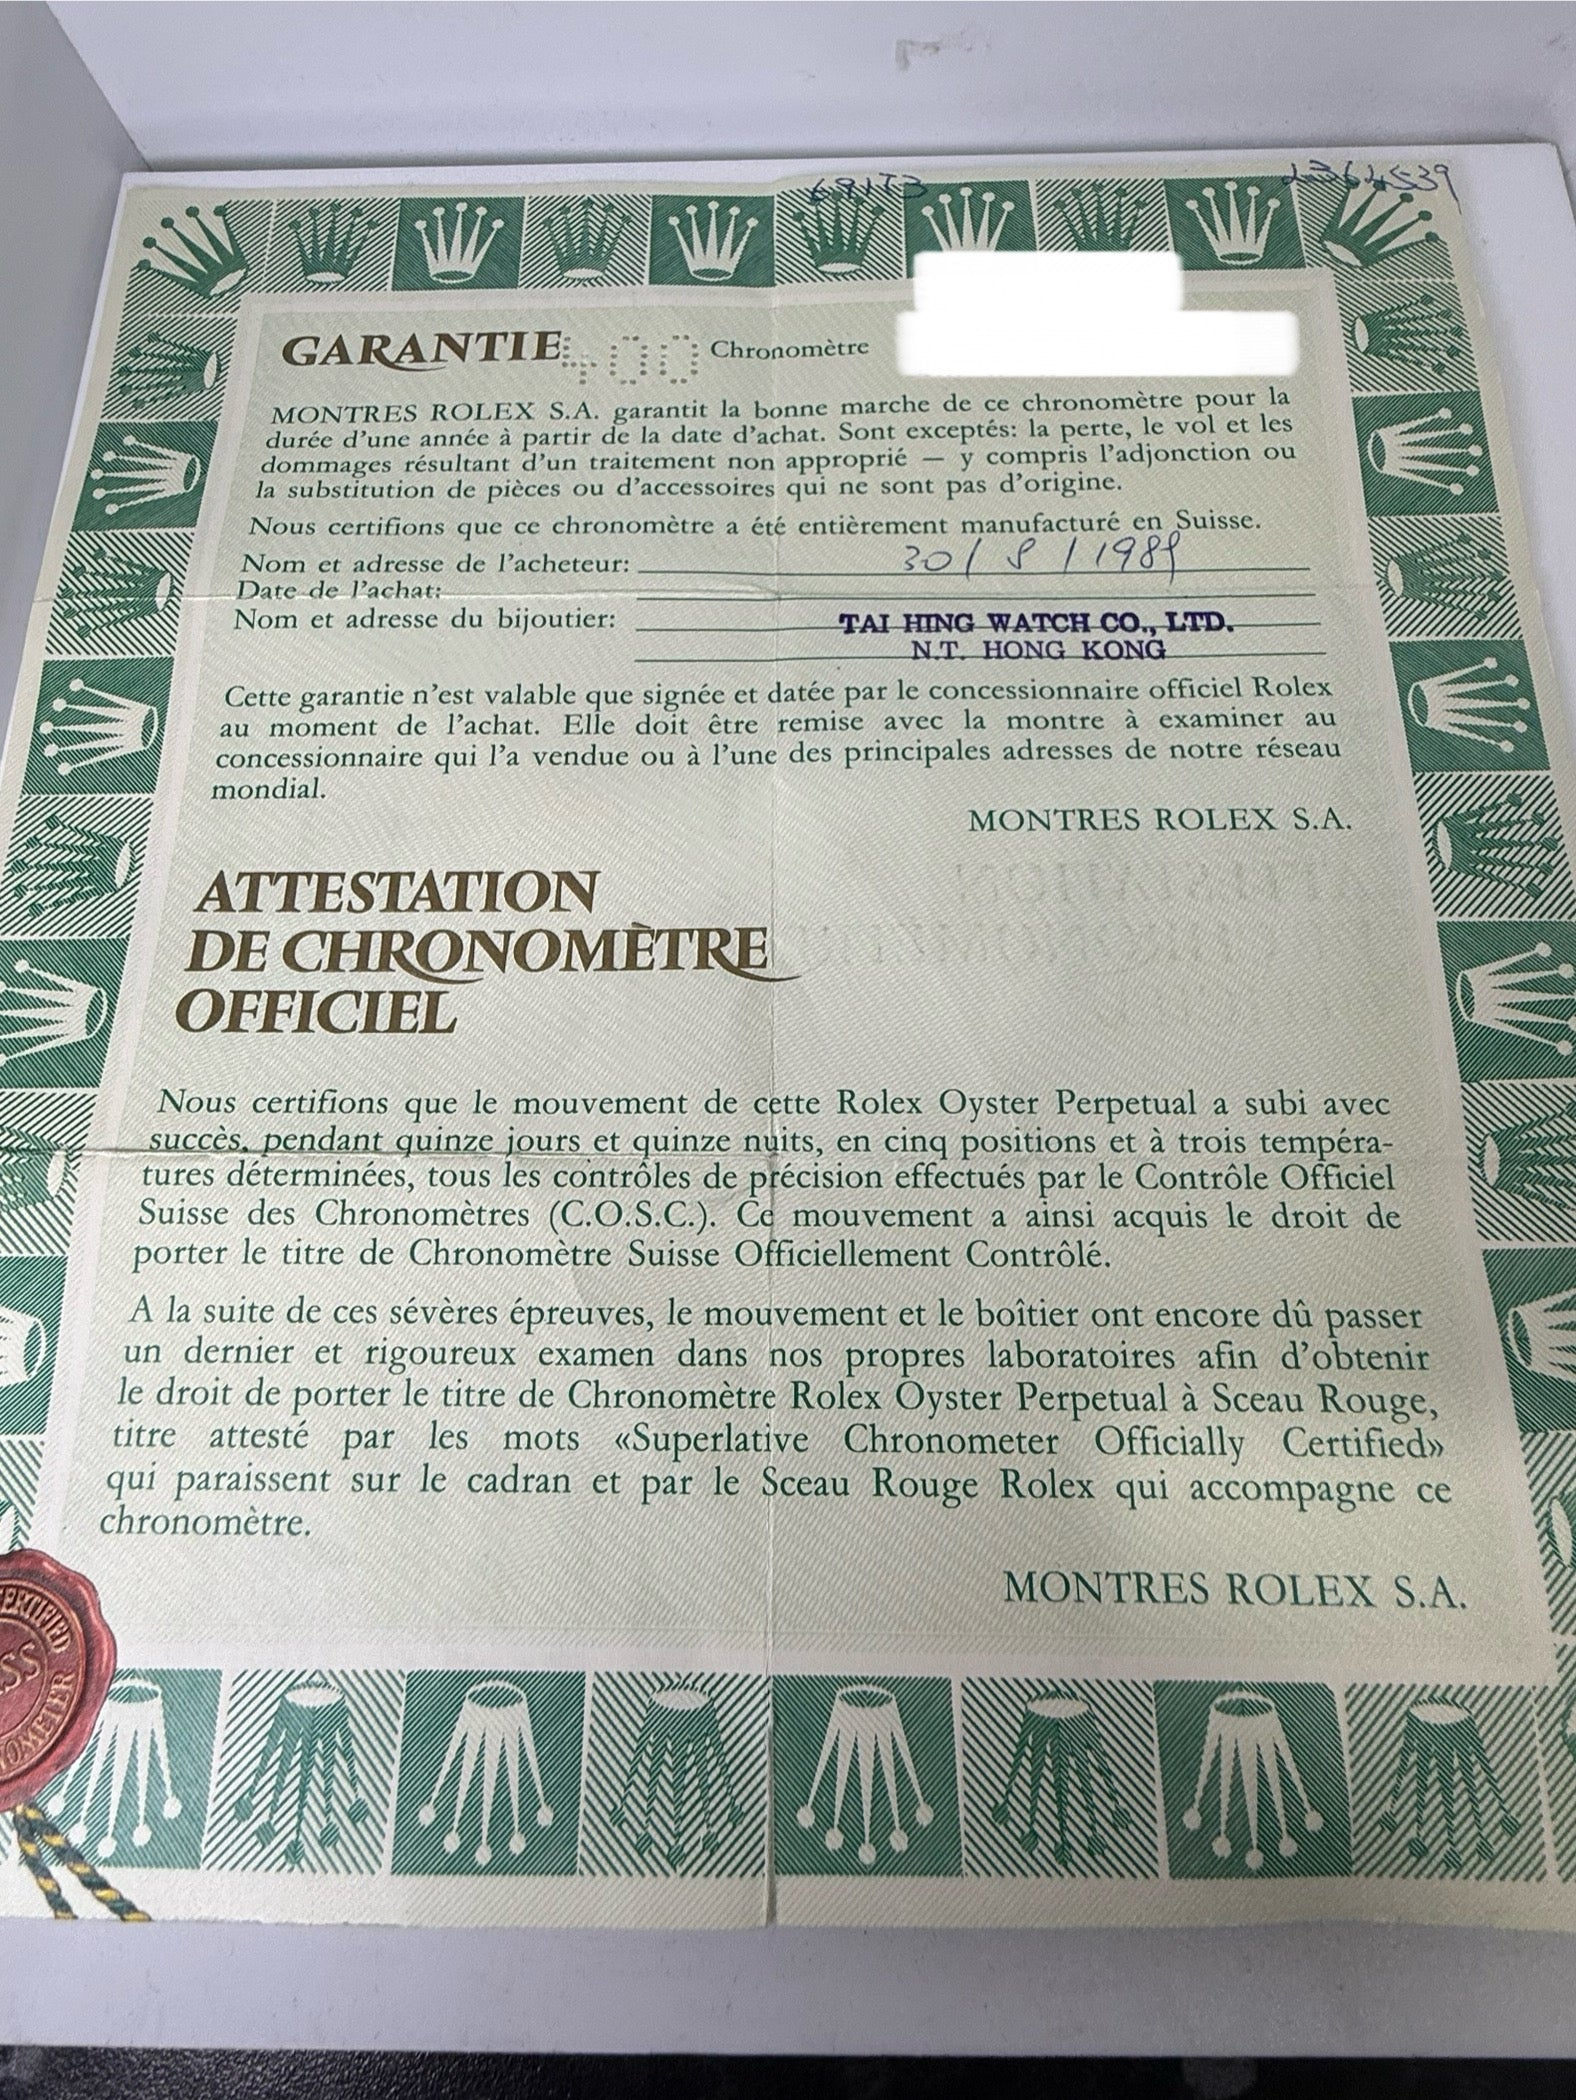 69173
2364539
GARANTIE 400 Chronomètre
MONTRES ROLEX S.A. garantit la bonne marche de ce chronomètre pour la
durée d'une année à partir de la date d'achat. Sont exceptés: la perte, le vol et les
dommages résultant d'un traitement non approprié — y compris l'adjonction ou
la substitution de pièces ou d'accessoires qui ne sont pas d'origine.
Nous certifions que ce chronomètre a été entièrement manufacturé en Suisse.
Nom et adresse de l'acheteur: 30/8/1989
Date de l'achat:
Nom et adresse du bijoutier: TAI HING WATCH CO., LTD.
N.T. HONG KONG
Cette garantie n'est valable que signée et datée par le concessionnaire officiel Rolex
au moment de l'achat. Elle doit être remise avec la montre à examiner au
concessionnaire qui l'a vendue ou à l'une des principales adresses de notre réseau
mondial.
MONTRES ROLEX S.A.
ATTESTATION
DE CHRONOMÈTRE
OFFICIEL
Nous certifions que le mouvement de cette Rolex Oyster Perpetual a subi avec
succès, pendant quinze jours et quinze nuits, en cinq positions et à trois tempéra-
tures déterminées, tous les contrôles de précision effectués par le Contrôle Officiel
Suisse des Chronomètres (C.O.S.C.). Ce mouvement a ainsi acquis le droit de
porter le titre de Chronomètre Suisse Officiellement Contrôlé.
A la suite de ces sévères épreuves, le mouvement et le boîtier ont encore dû passer
un dernier et rigoureux examen dans nos propres laboratoires afin d'obtenir
le droit de porter le titre de Chronomètre Rolex Oyster Perpetual à Sceau Rouge,
titre attesté par les mots «Superlative Chronometer Officially Certified»
qui paraissent sur le cadran et par le Sceau Rouge Rolex qui accompagne ce
chronomètre.
MONTRES ROLEX S.A.